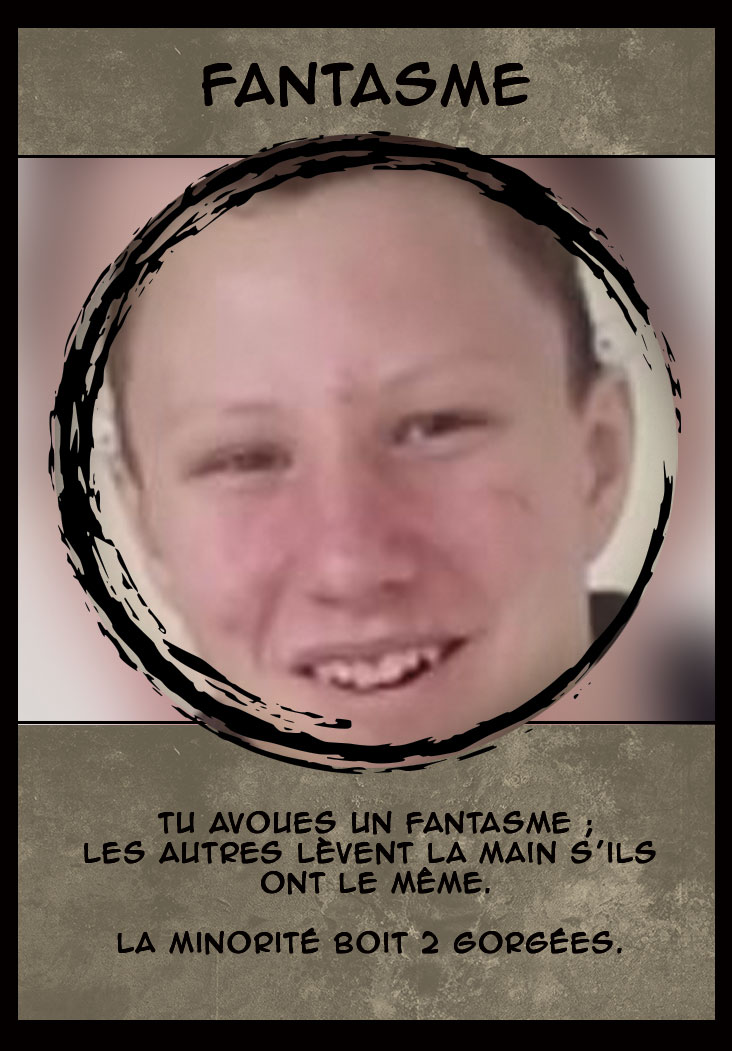 FANTASME
TU AVOUES UN FANTASME ;
LES AUTRES LÈVENT LA MAIN S'ILS
ONT LE MÊME.
LA MINORITÉ BOIT 2 GORGÉES.